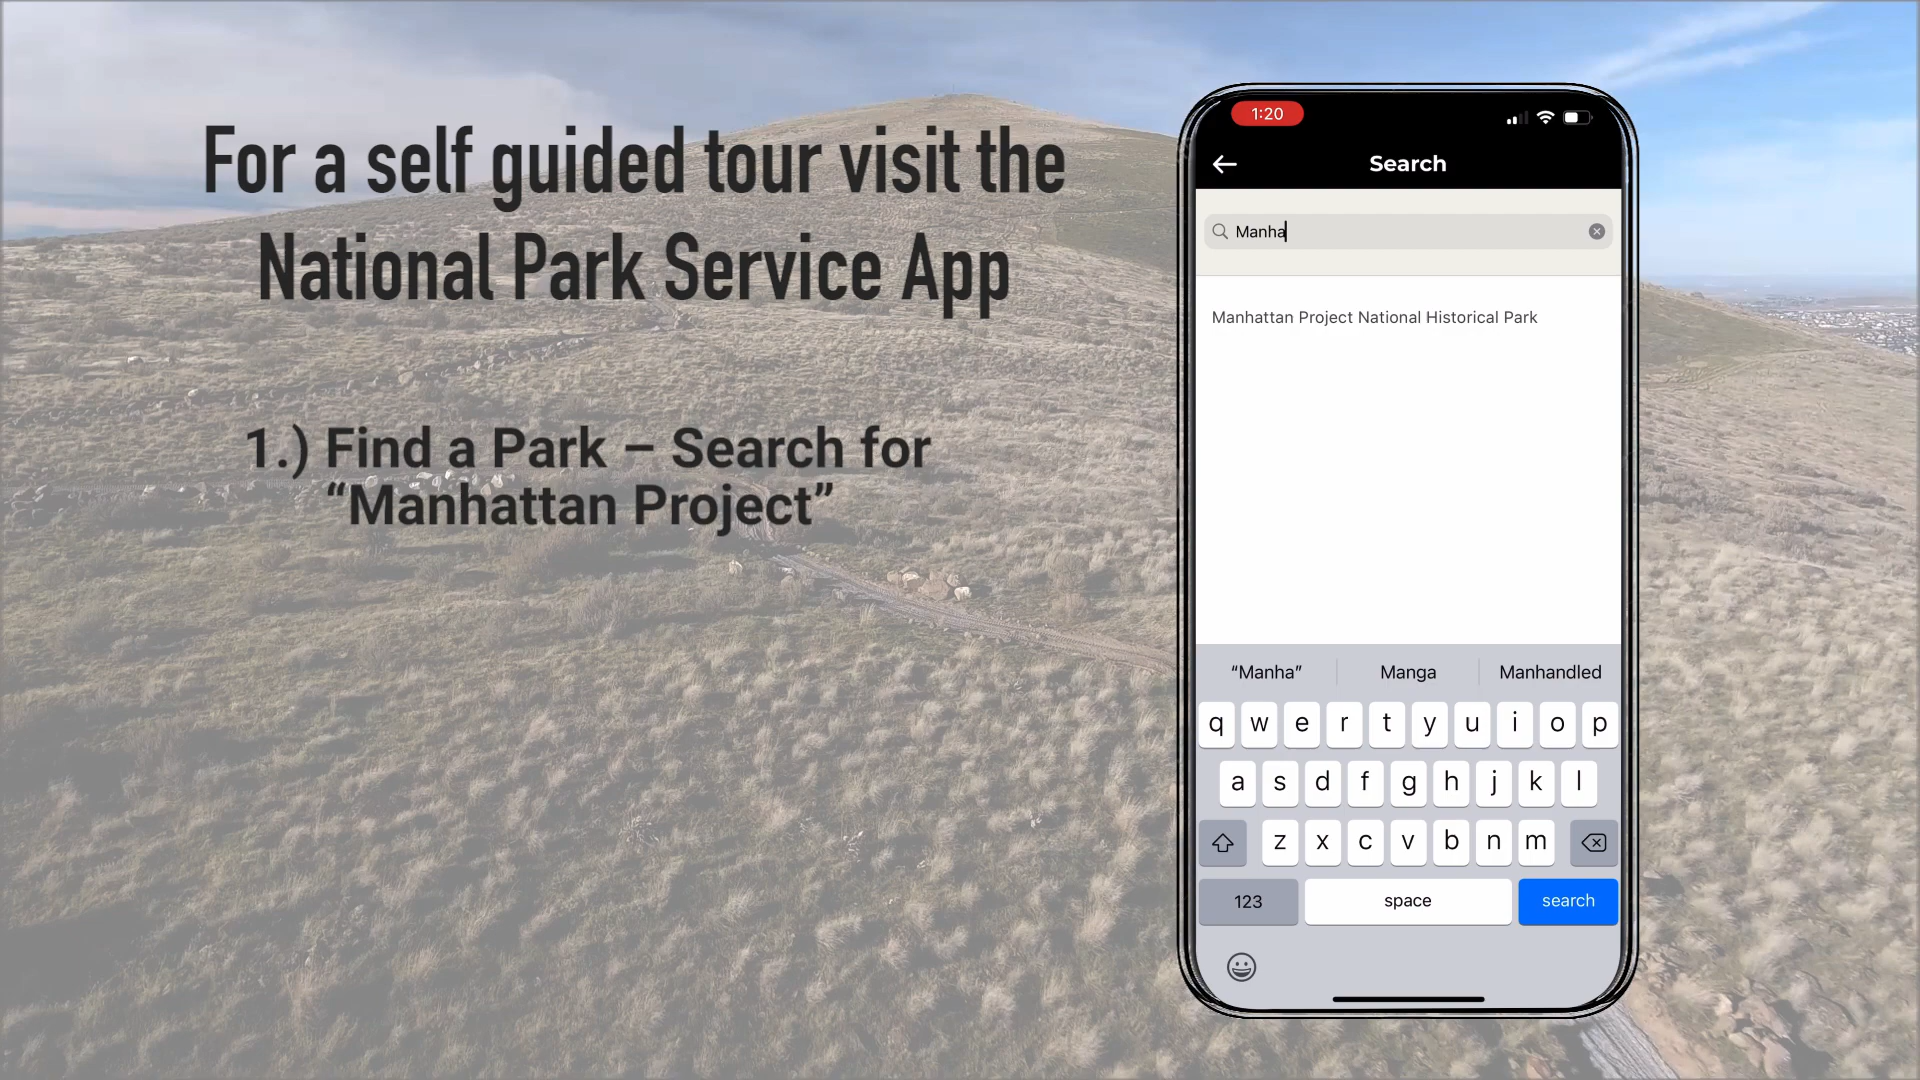 For a self guided tour visit the
National Park Service App
1.) Find a Park – Search for
“Manhattan Project”
1:20
Search
Manha
Manhattan Project National Historical Park
“Manha” Manga Manhandled
q w e r t y u i o p
a s d f g h j k l
z x c v b n m
123 space search